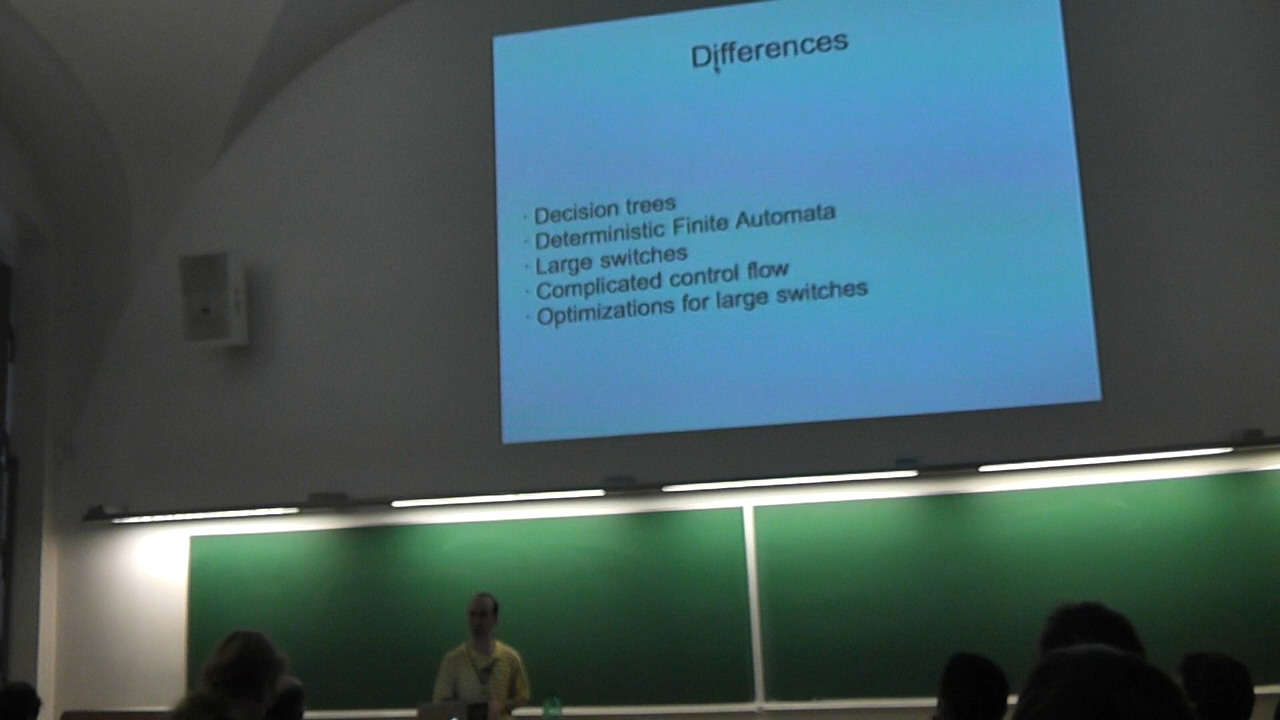 Differences
· Decision trees
· Deterministic Finite Automata
· Large switches
· Complicated control flow
· Optimizations for large switches